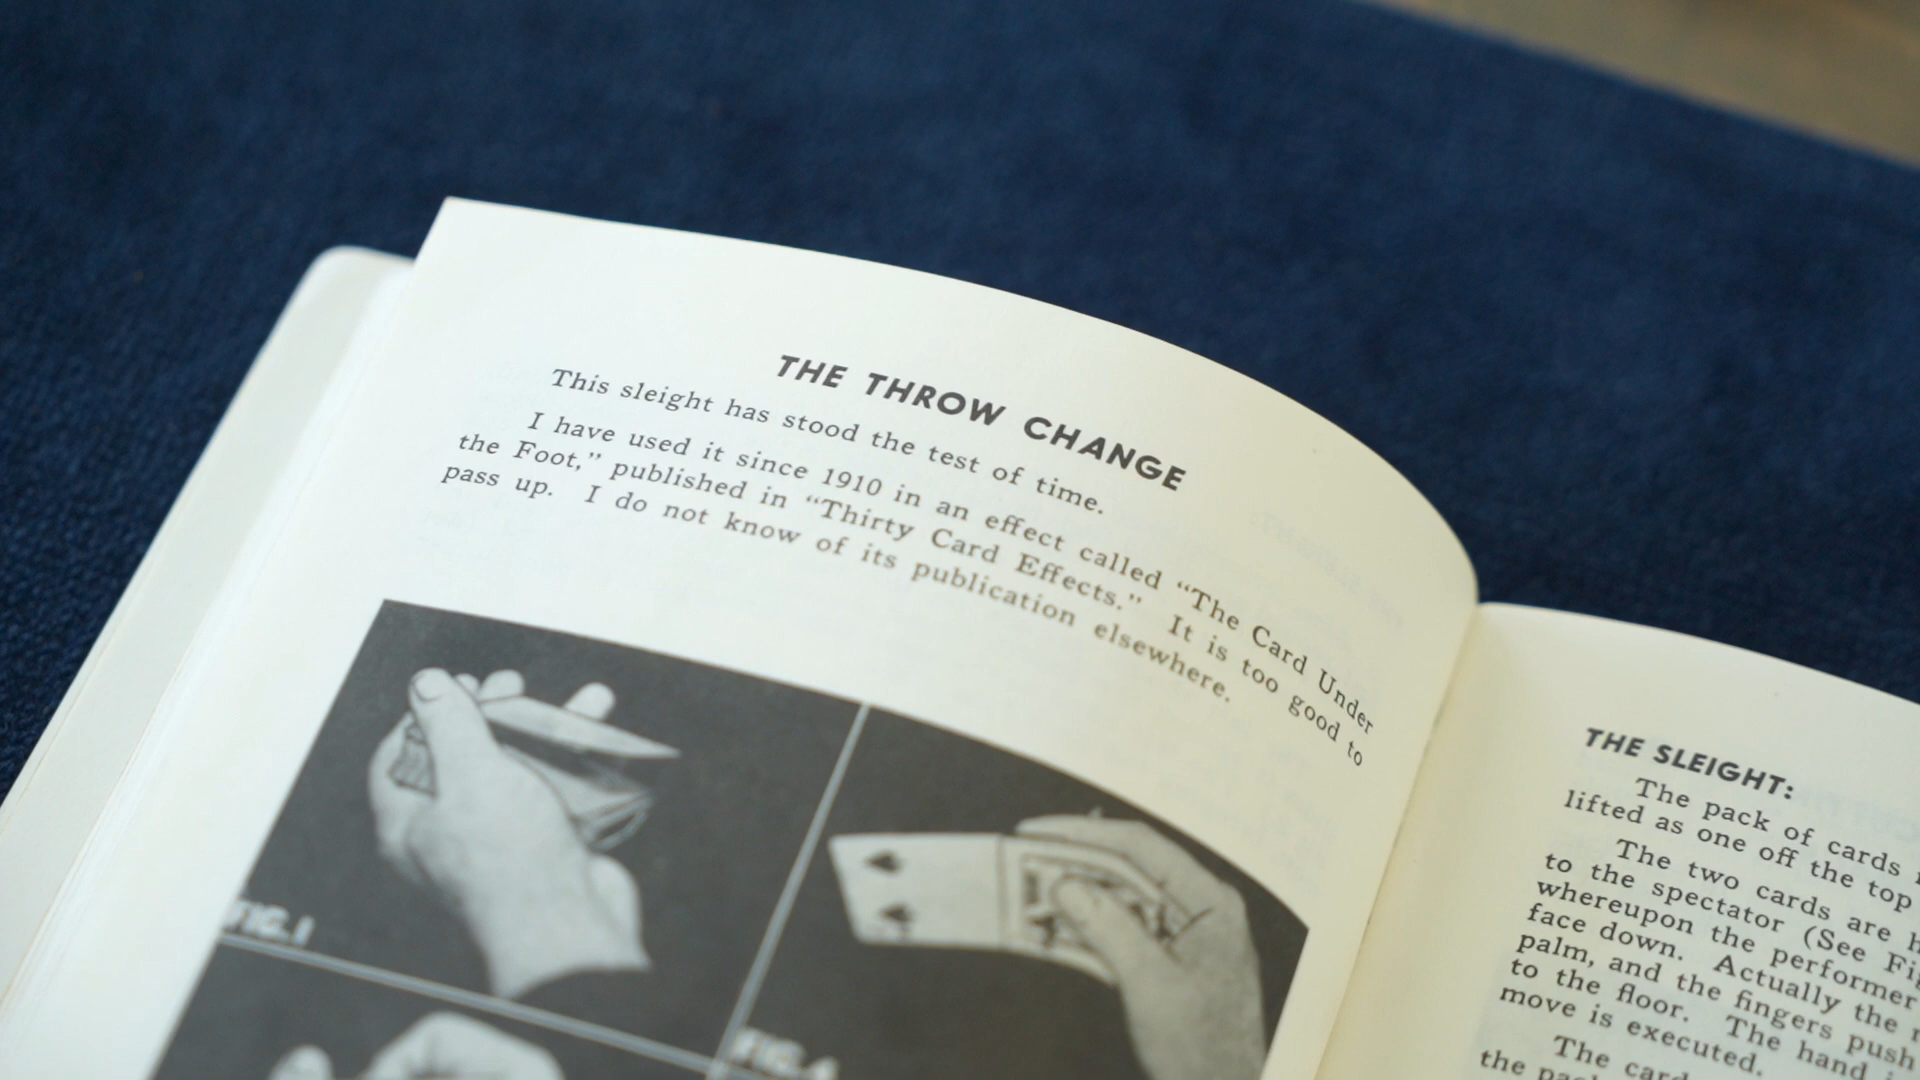 THE THROW CHANGE
This sleight has stood the test of time.
I have used it since 1910 in an effect called “The Card Under
the Foot,” published in “Thirty Card Effects.” It is too good to
pass up. I do not know of its publication elsewhere.
FIG. 1
FIG. 4
THE SLEIGHT:
The pack of cards
lifted as one off the top
The two cards are
to the spectator (See
whereupon the performer
face down. Actually the
palm, and the fingers push
to the floor. The hand
move is executed.
The
the